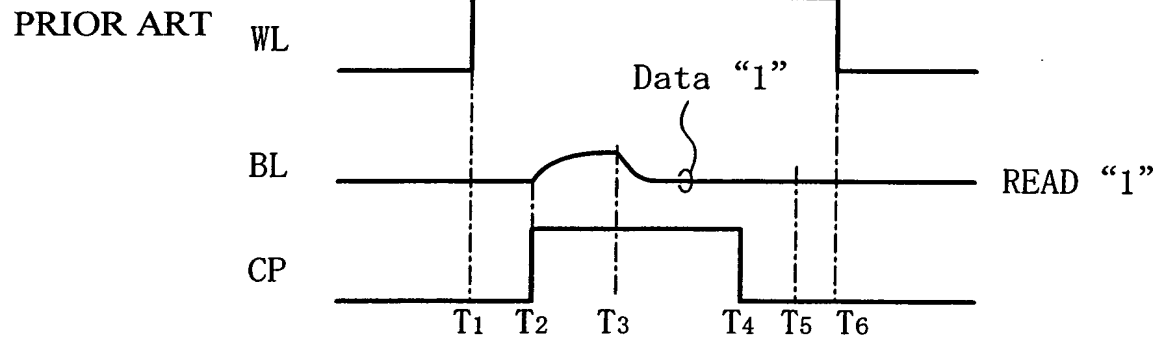 PRIOR ART
WL
Data “1”
BL
READ “1”
CP
T1 T2 T3 T4 T5 T6